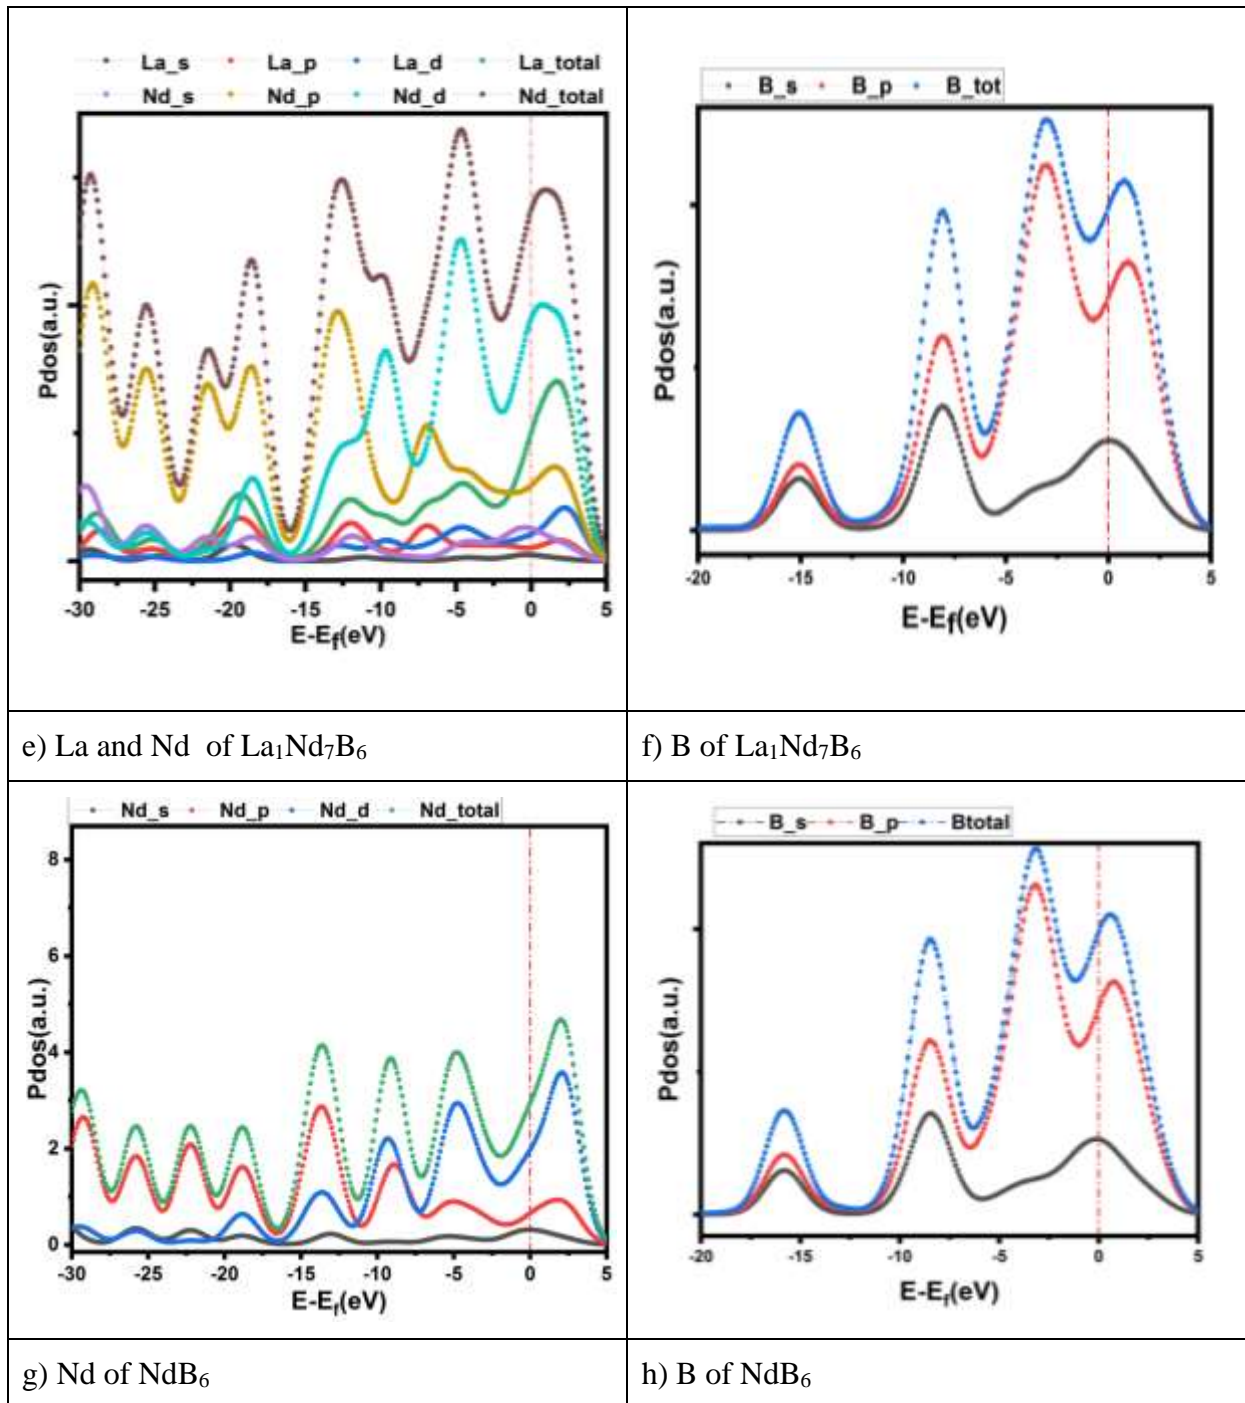 La_s La_p La_d La_total
Nd_s Nd_p Nd_d Nd_total
Pdos(a.u.)
-30 -25 -20 -15 -10 -5 0 5
E-Ef(eV)
B_s B_p B_tot
Pdos(a.u.)
-20 -15 -10 -5 0 5
E-Ef(eV)
e) La and Nd of La1Nd7B6
f) B of La1Nd7B6
Nd_s Nd_p Nd_d Nd_total
8
6
4
2
0
Pdos(a.u.)
-30 -25 -20 -15 -10 -5 0 5
E-Ef(eV)
B_s B_p Btotal
Pdos(a.u.)
-20 -15 -10 -5 0 5
E-Ef(eV)
g) Nd of NdB6
h) B of NdB6